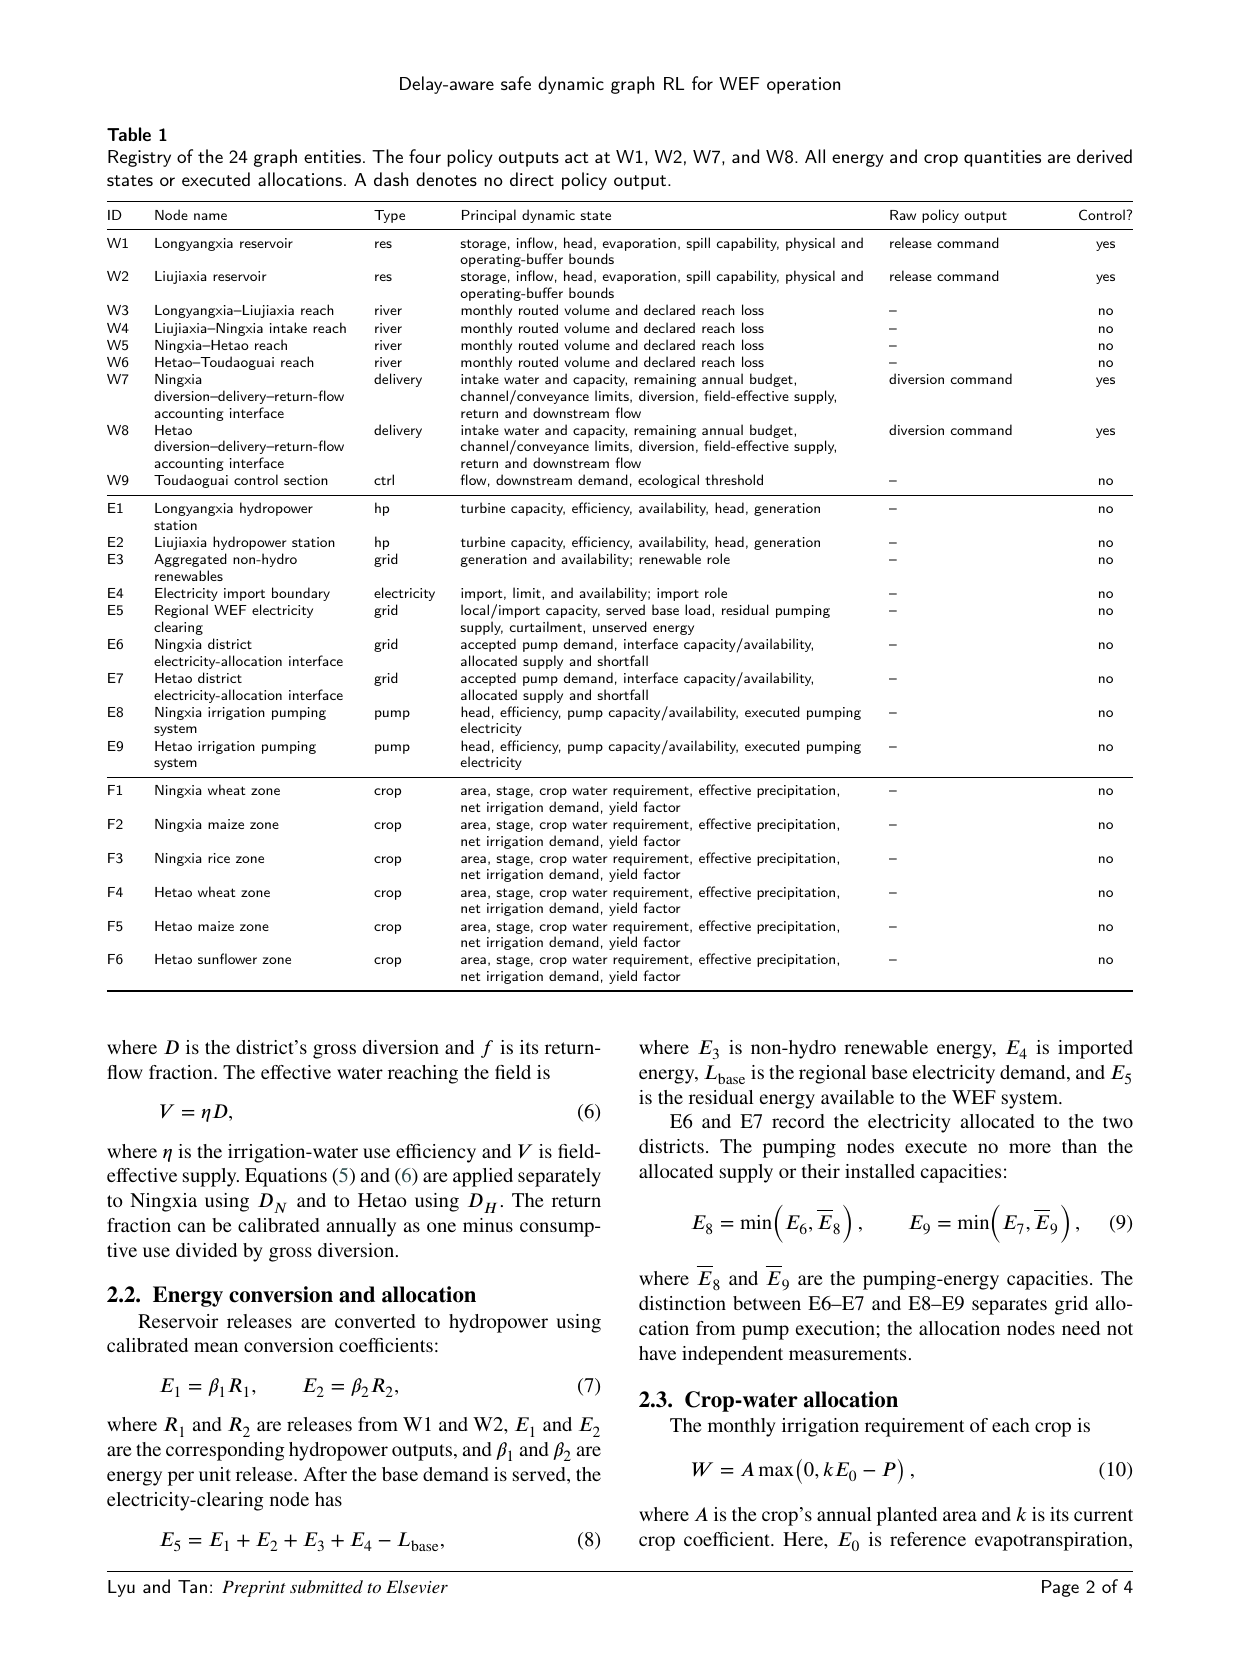 Delay-aware safe dynamic graph RL for WEF operation
Table 1
Registry of the 24 graph entities. The four policy outputs act at W1, W2, W7, and W8. All energy and crop quantities are derived
states or executed allocations. A dash denotes no direct policy output.
ID Node name Type Principal dynamic state Raw policy output Control?
W1 Longyangxia reservoir res storage, inflow, head, evaporation, spill capability, physical and release command yes
operating-buffer bounds
W2 Liujiaxia reservoir res storage, inflow, head, evaporation, spill capability, physical and release command yes
operating-buffer bounds
W3 Longyangxia–Liujiaxia reach river monthly routed volume and declared reach loss – no
W4 Liujiaxia–Ningxia intake reach river monthly routed volume and declared reach loss – no
W5 Ningxia–Hetao reach river monthly routed volume and declared reach loss – no
W6 Hetao–Toudaoguai reach river monthly routed volume and declared reach loss – no
W7 Ningxia delivery intake water and capacity, remaining annual budget, diversion command yes
diversion–delivery–return-flow channel/conveyance limits, diversion, field-effective supply,
accounting interface return and downstream flow
W8 Hetao delivery intake water and capacity, remaining annual budget, diversion command yes
diversion–delivery–return-flow channel/conveyance limits, diversion, field-effective supply,
accounting interface return and downstream flow
W9 Toudaoguai control section ctrl flow, downstream demand, ecological threshold – no
E1 Longyangxia hydropower hp turbine capacity, efficiency, availability, head, generation – no
station
E2 Liujiaxia hydropower station hp turbine capacity, efficiency, availability, head, generation – no
E3 Aggregated non-hydro grid generation and availability; renewable role – no
renewables
E4 Electricity import boundary electricity import, limit, and availability; import role – no
E5 Regional WEF electricity grid local/import capacity, served base load, residual pumping – no
clearing supply, curtailment, unserved energy
E6 Ningxia district grid accepted pump demand, interface capacity/availability, – no
electricity-allocation interface allocated supply and shortfall
E7 Hetao district grid accepted pump demand, interface capacity/availability, – no
electricity-allocation interface allocated supply and shortfall
E8 Ningxia irrigation pumping pump head, efficiency, pump capacity/availability, executed pumping – no
system electricity
E9 Hetao irrigation pumping pump head, efficiency, pump capacity/availability, executed pumping – no
system electricity
F1 Ningxia wheat zone crop area, stage, crop water requirement, effective precipitation, – no
net irrigation demand, yield factor
F2 Ningxia maize zone crop area, stage, crop water requirement, effective precipitation, – no
net irrigation demand, yield factor
F3 Ningxia rice zone crop area, stage, crop water requirement, effective precipitation, – no
net irrigation demand, yield factor
F4 Hetao wheat zone crop area, stage, crop water requirement, effective precipitation, – no
net irrigation demand, yield factor
F5 Hetao maize zone crop area, stage, crop water requirement, effective precipitation, – no
net irrigation demand, yield factor
F6 Hetao sunflower zone crop area, stage, crop water requirement, effective precipitation, – no
net irrigation demand, yield factor
where D is the district's gross diversion and f is its return-
flow fraction. The effective water reaching the field is
V = ηD, (6)
where η is the irrigation-water use efficiency and V is field-
effective supply. Equations (5) and (6) are applied separately
to Ningxia using D_N and to Hetao using D_H. The return
fraction can be calibrated annually as one minus consump-
tive use divided by gross diversion.
2.2. Energy conversion and allocation
Reservoir releases are converted to hydropower using
calibrated mean conversion coefficients:
E₁ = β₁R₁, E₂ = β₂R₂, (7)
where R₁ and R₂ are releases from W1 and W2, E₁ and E₂
are the corresponding hydropower outputs, and β₁ and β₂ are
energy per unit release. After the base demand is served, the
electricity-clearing node has
E₅ = E₁ + E₂ + E₃ + E₄ − L_base, (8)
where E₃ is non-hydro renewable energy, E₄ is imported
energy, L_base is the regional base electricity demand, and E₅
is the residual energy available to the WEF system.
E6 and E7 record the electricity allocated to the two
districts. The pumping nodes execute no more than the
allocated supply or their installed capacities:
E₈ = min(E₆, E̅₈), E₉ = min(E₇, E̅₉), (9)
where E̅₈ and E̅₉ are the pumping-energy capacities. The
distinction between E6–E7 and E8–E9 separates grid allo-
cation from pump execution; the allocation nodes need not
have independent measurements.
2.3. Crop-water allocation
The monthly irrigation requirement of each crop is
W = A max(0, kE₀ − P), (10)
where A is the crop's annual planted area and k is its current
crop coefficient. Here, E₀ is reference evapotranspiration,
Lyu and Tan: Preprint submitted to Elsevier Page 2 of 4